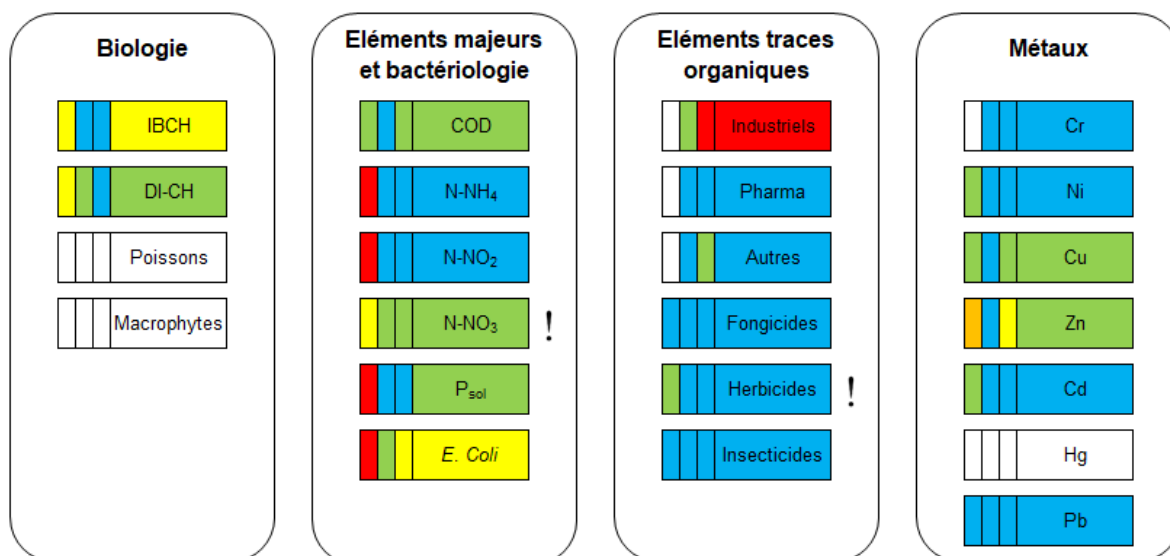 Biologie
IBCH
DI-CH
Poissons
Macrophytes
Eléments majeurs
et bactériologie
COD
N-NH₄
N-NO₂
N-NO₃ !
Pₛₒₗ
E. Coli
Eléments traces
organiques
Industriels
Pharma
Autres
Fongicides
Herbicides !
Insecticides
Métaux
Cr
Ni
Cu
Zn
Cd
Hg
Pb